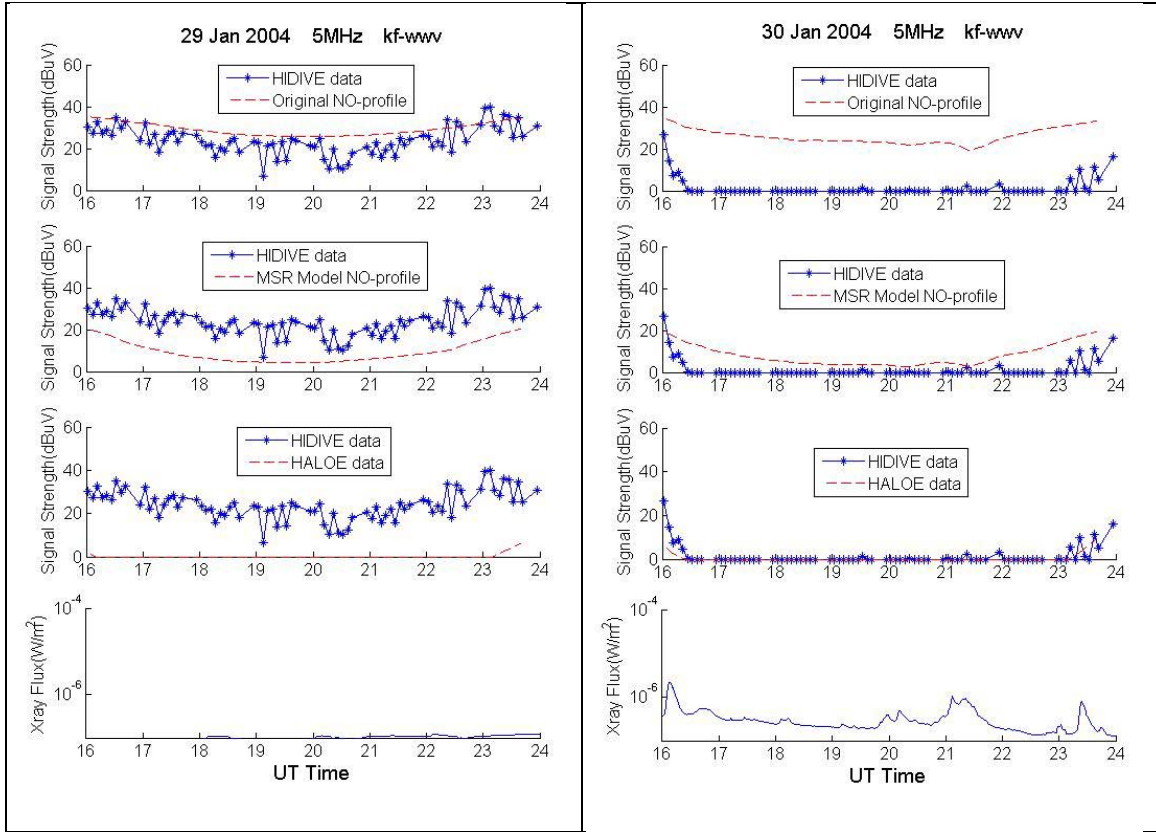 29 Jan 2004 5MHz kf-wwv
Signal Strength(dBuV)
60
40
20
0
HIDIVE data
Original NO-profile
16 17 18 19 20 21 22 23 24
Signal Strength(dBuV)
60
40
20
0
HIDIVE data
MSR Model NO-profile
16 17 18 19 20 21 22 23 24
Signal Strength(dBuV)
60
40
20
0
HIDIVE data
HALOE data
16 17 18 19 20 21 22 23 24
Xray Flux(W/m²)
10⁻⁴
10⁻⁶
16 17 18 19 20 21 22 23 24
UT Time
30 Jan 2004 5MHz kf-wwv
Signal Strength(dBuV)
60
40
20
0
HIDIVE data
Original NO-profile
16 17 18 19 20 21 22 23 24
Signal Strength(dBuV)
60
40
20
0
HIDIVE data
MSR Model NO-profile
16 17 18 19 20 21 22 23 24
Signal Strength(dBuV)
60
40
20
0
HIDIVE data
HALOE data
16 17 18 19 20 21 22 23 24
Xray Flux(W/m²)
10⁻⁴
10⁻⁶
16 17 18 19 20 21 22 23 24
UT Time